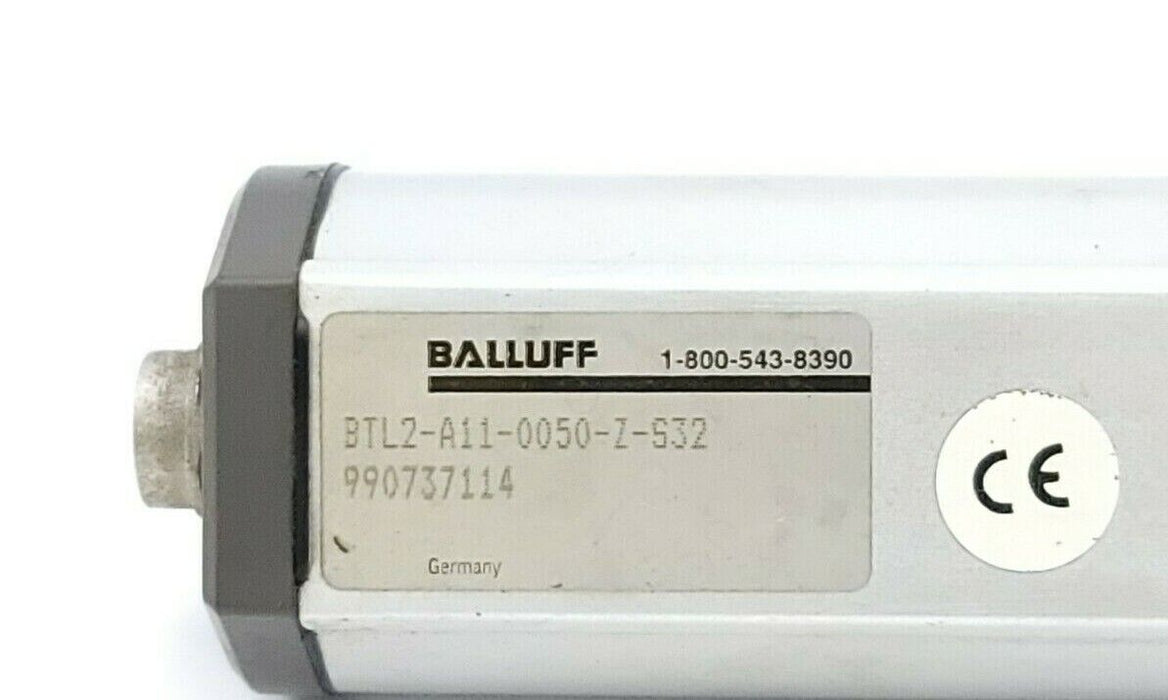 BALLUFF 1-800-543-8390
BTL2-A11-0050-Z-S32
990737114
Germany
CE